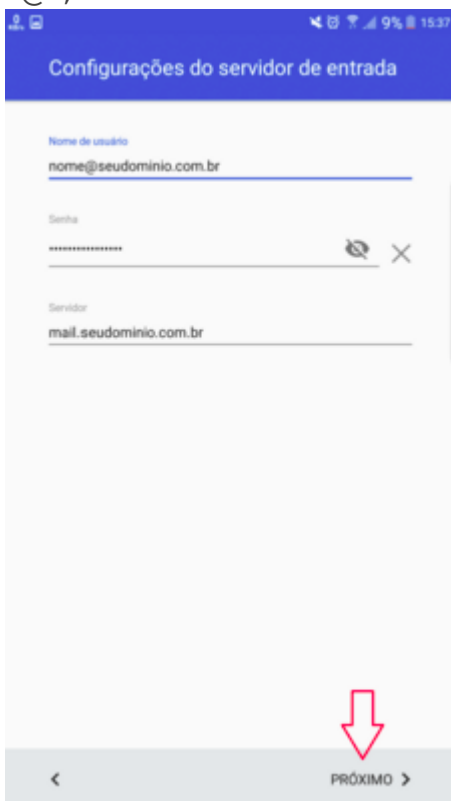 9% 15:37
Configurações do servidor de entrada
Nome de usuário
nome@seudominio.com.br
Senha
••••••••••••••••
Servidor
mail.seudominio.com.br
PRÓXIMO